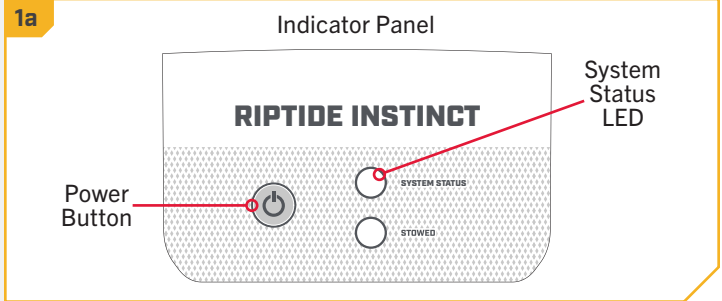 1a
Indicator Panel
System
Status
LED
RIPTIDE INSTINCT
SYSTEM STATUS
Power
Button
STOWED